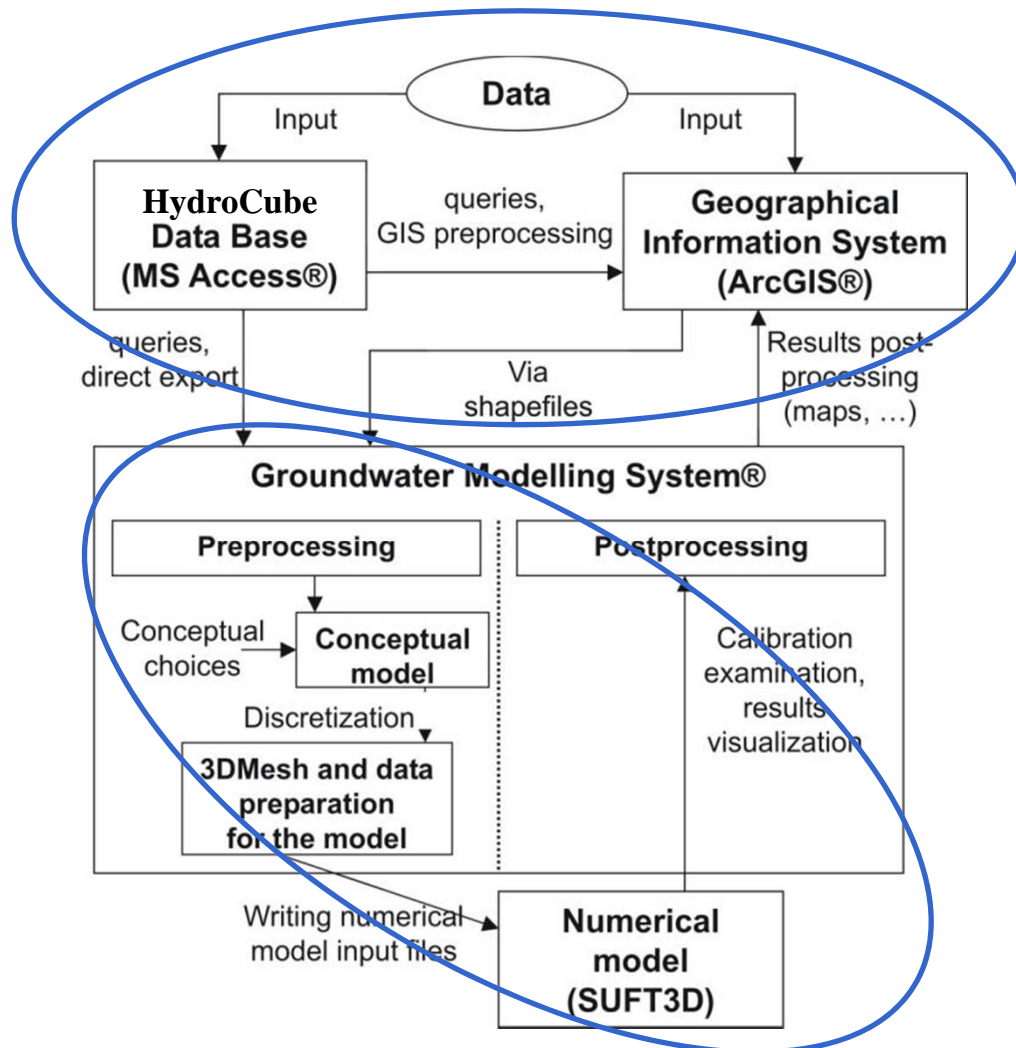 Data
Input
Input
HydroCube
Data Base
(MS Access®)
queries,
GIS preprocessing
Geographical
Information System
(ArcGIS®)
queries,
direct export
Via
shapefiles
Results post-
processing
(maps, …)
Groundwater Modelling System®
Preprocessing
Postprocessing
Conceptual
choices
Conceptual
model
Discretization
3DMesh and data
preparation
for the model
Calibration
examination,
results
visualization
Writing numerical
model input files
Numerical
model
(SUFT3D)